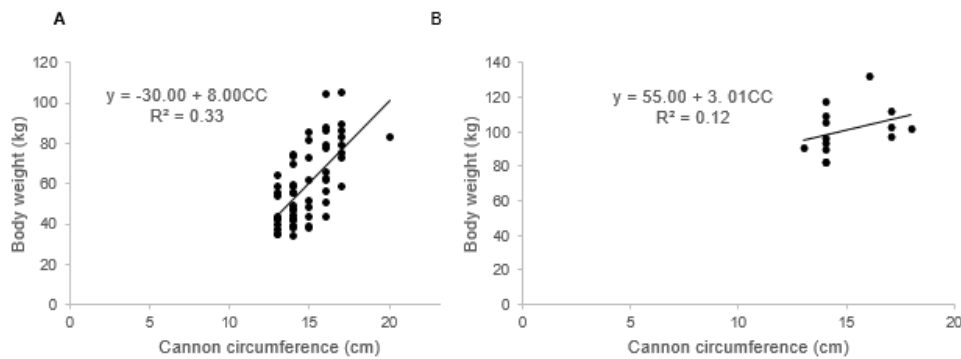 A
120
100
80
60
40
20
0
y = -30.00 + 8.00CC
R² = 0.33
Body weight (kg)
0 5 10 15 20
Cannon circumference (cm)
B
140
120
100
80
60
40
20
0
y = 55.00 + 3. 01CC
R² = 0.12
Body weight (kg)
0 5 10 15 20
Cannon circumference (cm)